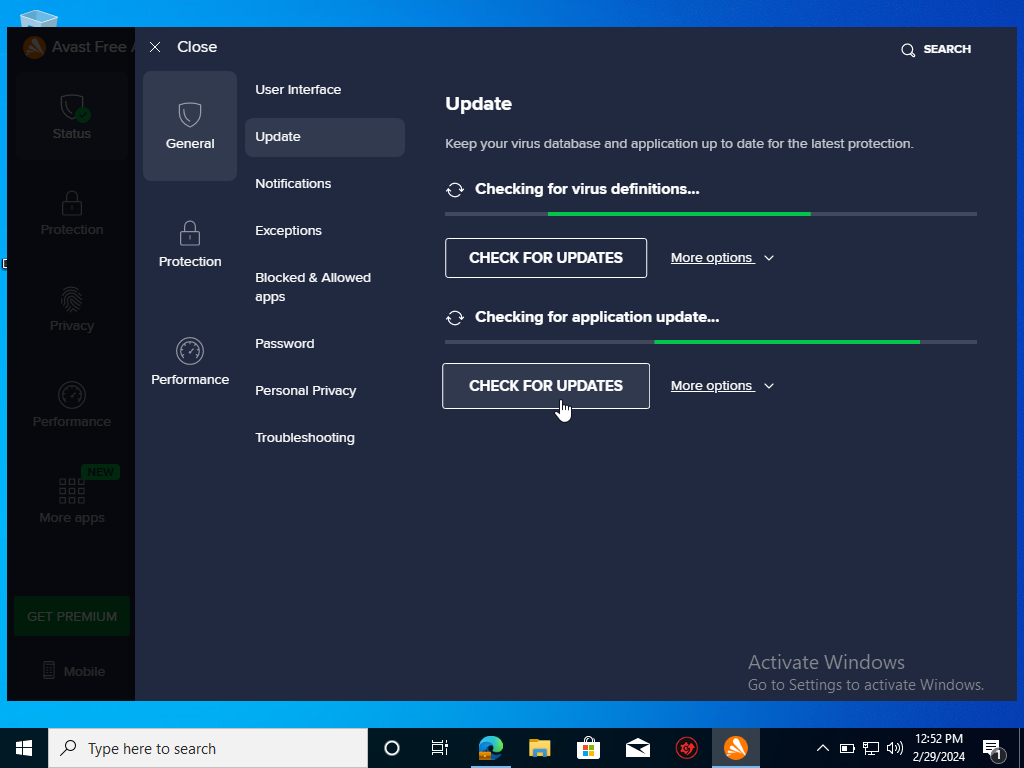 Avast Free A
Close
SEARCH
Status
Protection
Privacy
Performance
NEW
More apps
GET PREMIUM
Mobile
General
Protection
Performance
User Interface
Update
Notifications
Exceptions
Blocked & Allowed
apps
Password
Personal Privacy
Troubleshooting
Update
Keep your virus database and application up to date for the latest protection.
Checking for virus definitions...
CHECK FOR UPDATES
More options
Checking for application update...
CHECK FOR UPDATES
More options
Activate Windows
Go to Settings to activate Windows.
Type here to search
12:52 PM
2/29/2024
1